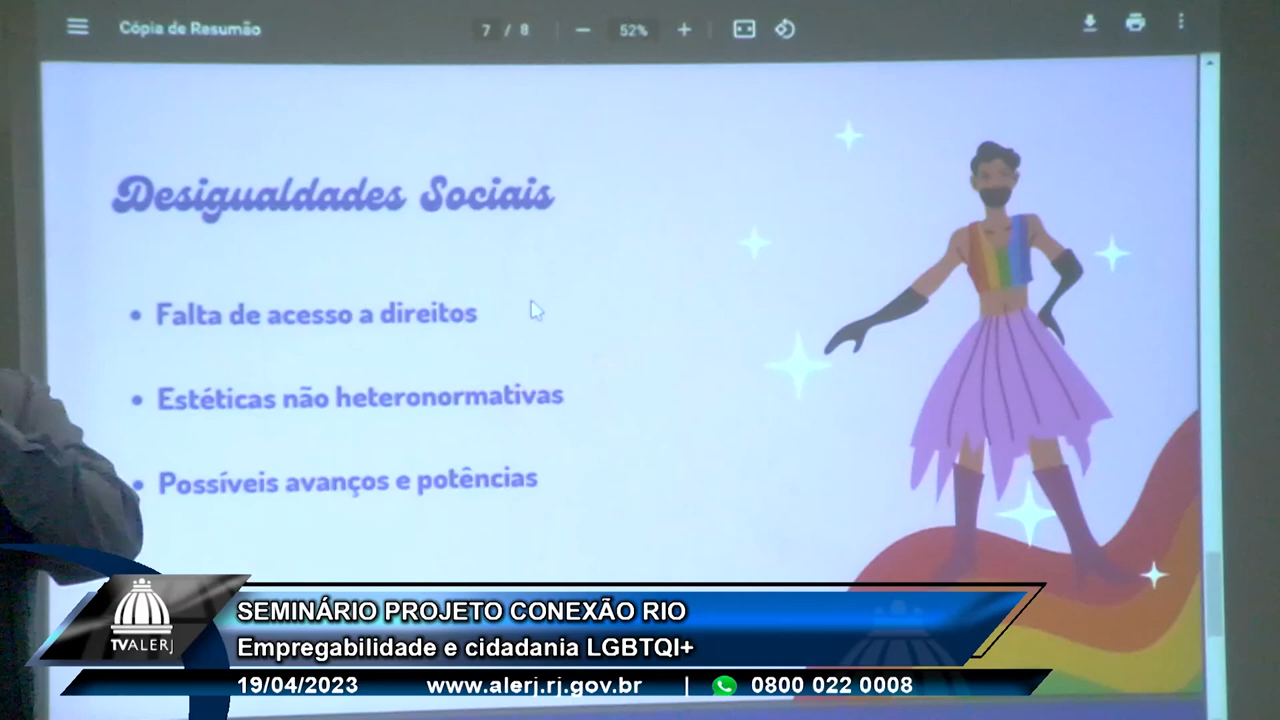 Cópia de Resumão
7 / 8
52%
Desigualdades Sociais
• Falta de acesso a direitos
• Estéticas não heteronormativas
• Possíveis avanços e potências
TVALERJ
SEMINÁRIO PROJETO CONEXÃO RIO
Empregabilidade e cidadania LGBTQI+
19/04/2023 www.alerj.rj.gov.br | 0800 022 0008